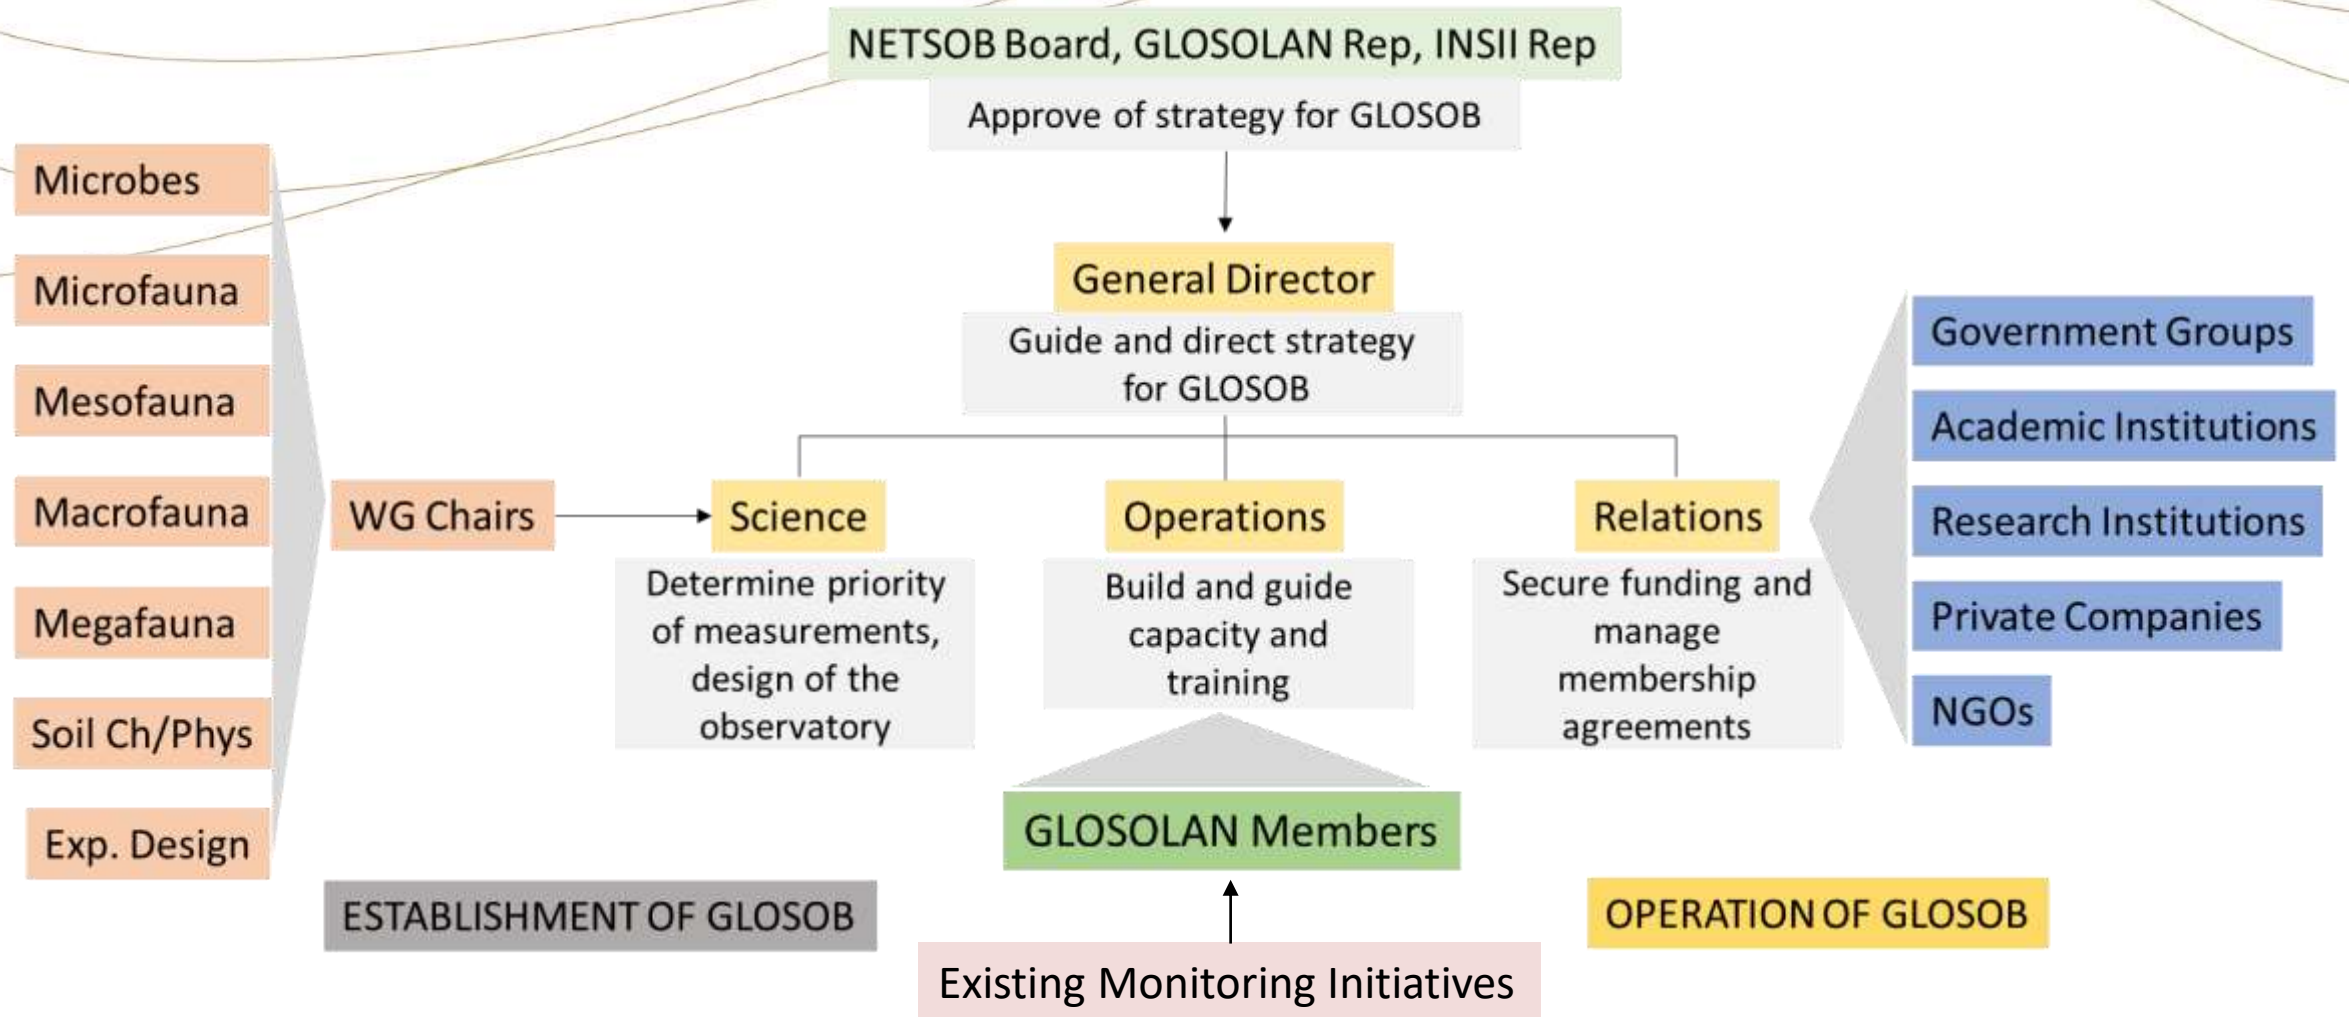 NETSOB Board, GLOSOLAN Rep, INSII Rep
Approve of strategy for GLOSOB
General Director
Guide and direct strategy
for GLOSOB
Microbes
Microfauna
Mesofauna
Macrofauna
Megafauna
Soil Ch/Phys
Exp. Design
WG Chairs
Science
Determine priority
of measurements,
design of the
observatory
Operations
Build and guide
capacity and
training
Relations
Secure funding and
manage
membership
agreements
Government Groups
Academic Institutions
Research Institutions
Private Companies
NGOs
GLOSOLAN Members
ESTABLISHMENT OF GLOSOB
OPERATION OF GLOSOB
Existing Monitoring Initiatives